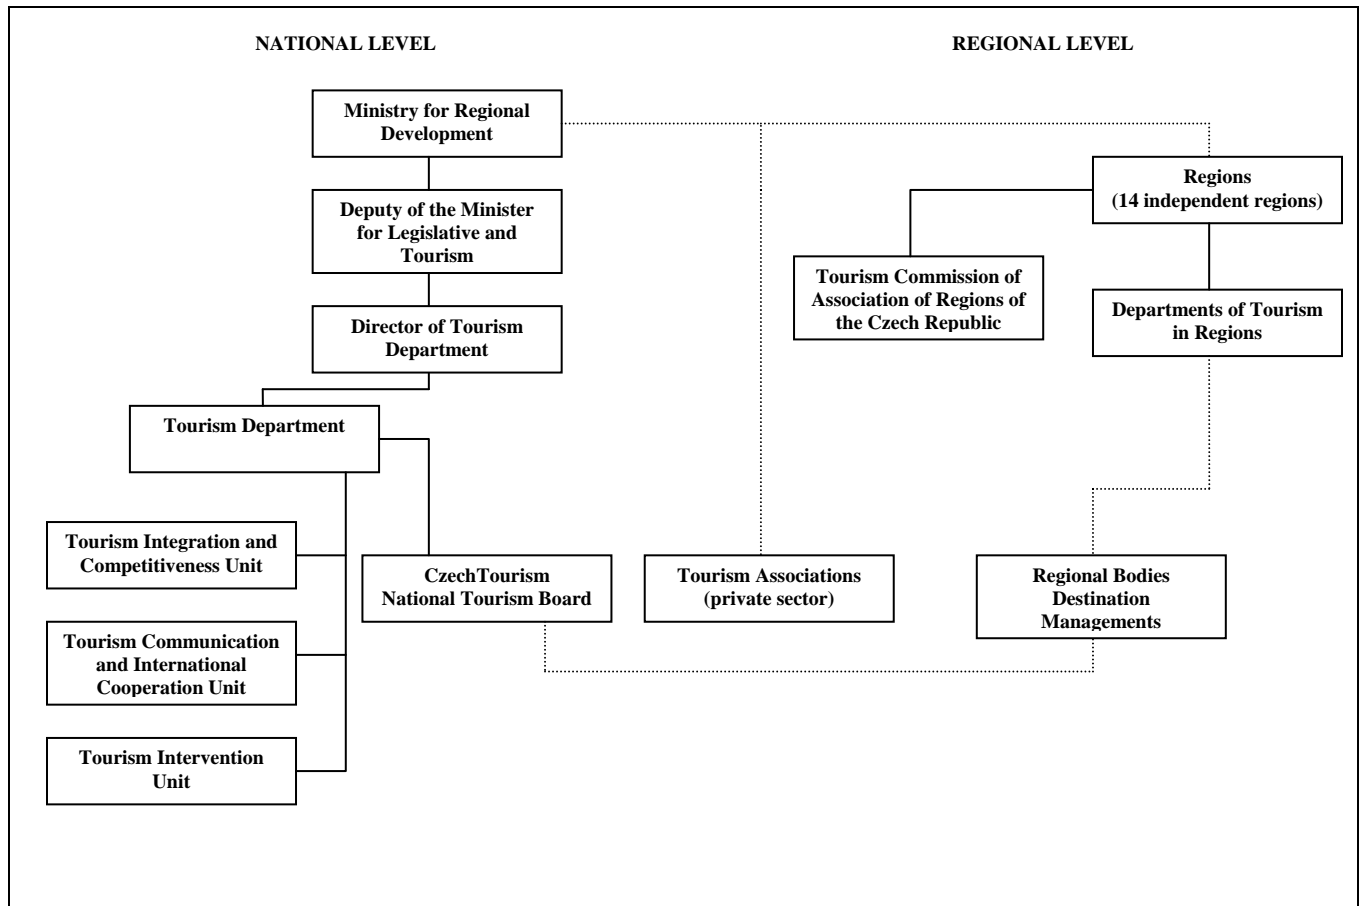 NATIONAL LEVEL
REGIONAL LEVEL
Ministry for Regional
Development
Regions
(14 independent regions)
Deputy of the Minister
for Legislative and
Tourism
Tourism Commission of
Association of Regions of
the Czech Republic
Departments of Tourism
in Regions
Director of Tourism
Department
Tourism Department
Tourism Integration and
Competitiveness Unit
CzechTourism
National Tourism Board
Tourism Associations
(private sector)
Regional Bodies
Destination
Managements
Tourism Communication
and International
Cooperation Unit
Tourism Intervention
Unit